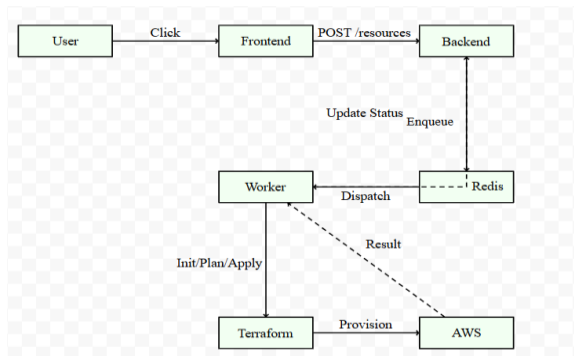 User
Click
Frontend
POST /resources
Backend
Update Status
Enqueue
Worker
Dispatch
Redis
Result
Init/Plan/Apply
Terraform
Provision
AWS